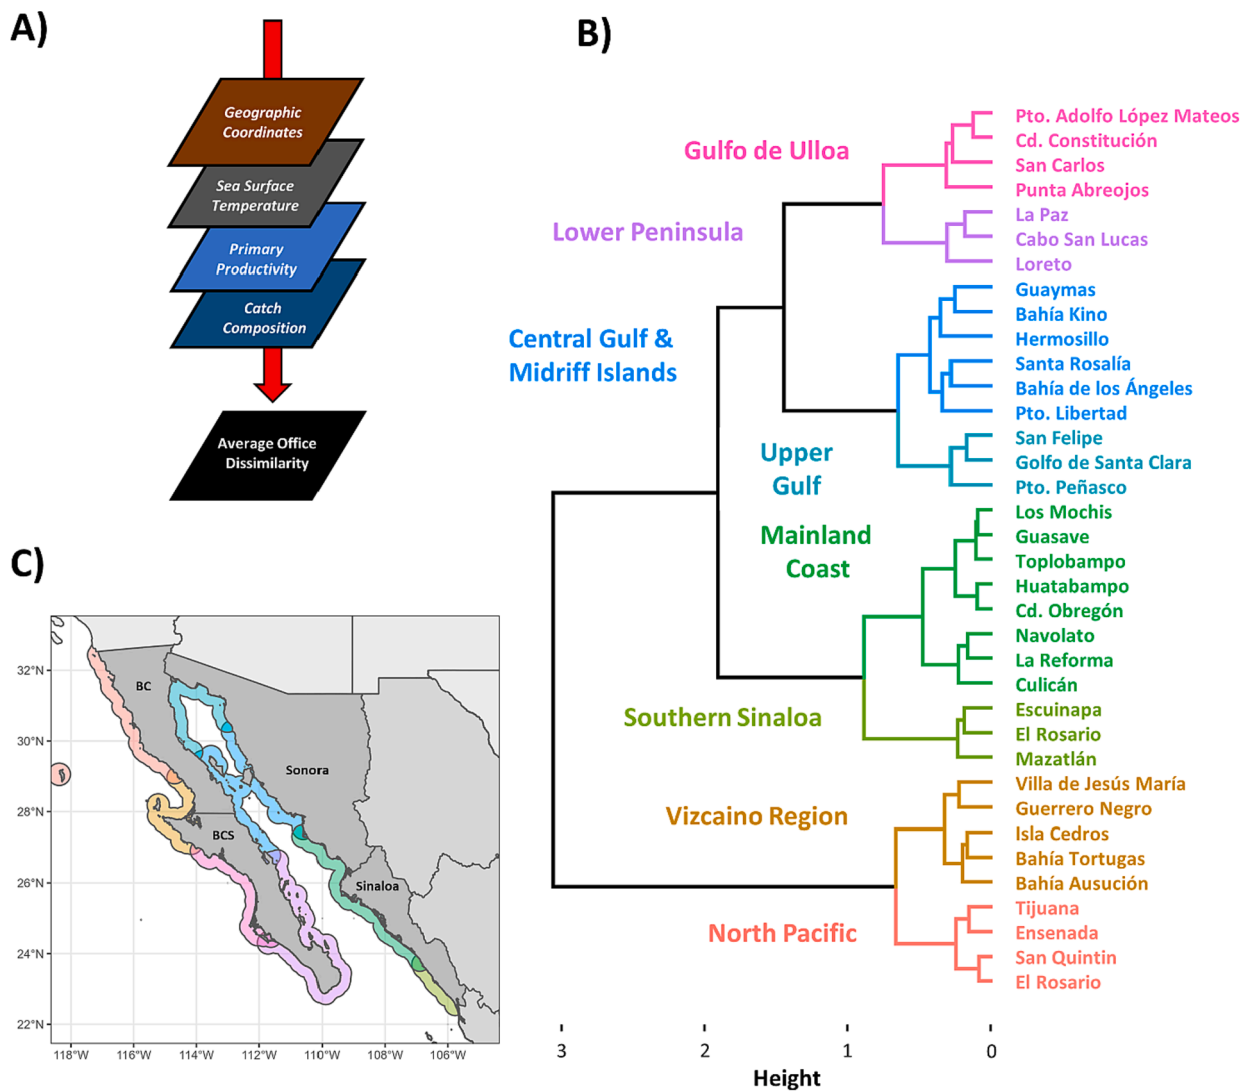 A)
Geographic
Coordinates
Sea Surface
Temperature
Primary
Productivity
Catch
Composition
Average Office
Dissimilarity
B)
Gulfo de Ulloa
Lower Peninsula
Central Gulf &
Midriff Islands
Upper
Gulf
Mainland
Coast
Southern Sinaloa
Vizcaino Region
North Pacific
Pto. Adolfo López Mateos
Cd. Constitución
San Carlos
Punta Abreojos
La Paz
Cabo San Lucas
Loreto
Guaymas
Bahía Kino
Hermosillo
Santa Rosalía
Bahía de los Ángeles
Pto. Libertad
San Felipe
Golfo de Santa Clara
Pto. Peñasco
Los Mochis
Guasave
Toplobampo
Huatabampo
Cd. Obregón
Navolato
La Reforma
Culicán
Escuinapa
El Rosario
Mazatlán
Villa de Jesús María
Guerrero Negro
Isla Cedros
Bahía Tortugas
Bahía Ausución
Tijuana
Ensenada
San Quintin
El Rosario
3 2 1 0
Height
C)
32°N
30°N
28°N
26°N
24°N
22°N
BC
Sonora
BCS
Sinaloa
118°W 116°W 114°W 112°W 110°W 108°W 106°W